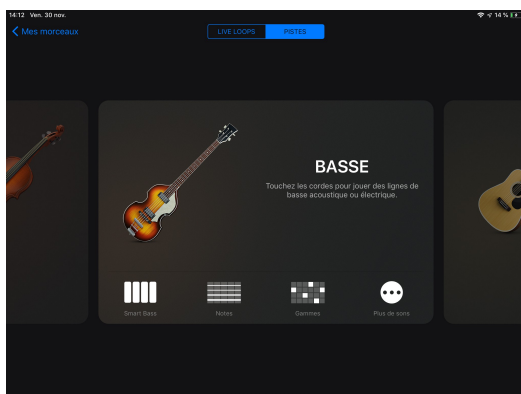 14:12 Ven. 30 nov.
14 %
Mes morceaux
LIVE LOOPS
PISTES
BASSE
Touchez les cordes pour jouer des lignes de
basse acoustique ou électrique.
Smart Bass
Notes
Gammes
Plus de sons